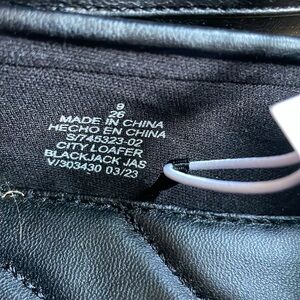 9
26
MADE IN CHINA
HECHO EN CHINA
S/745323-02
CITY LOAFER
BLACKJACK JAS
V/303430 03/23